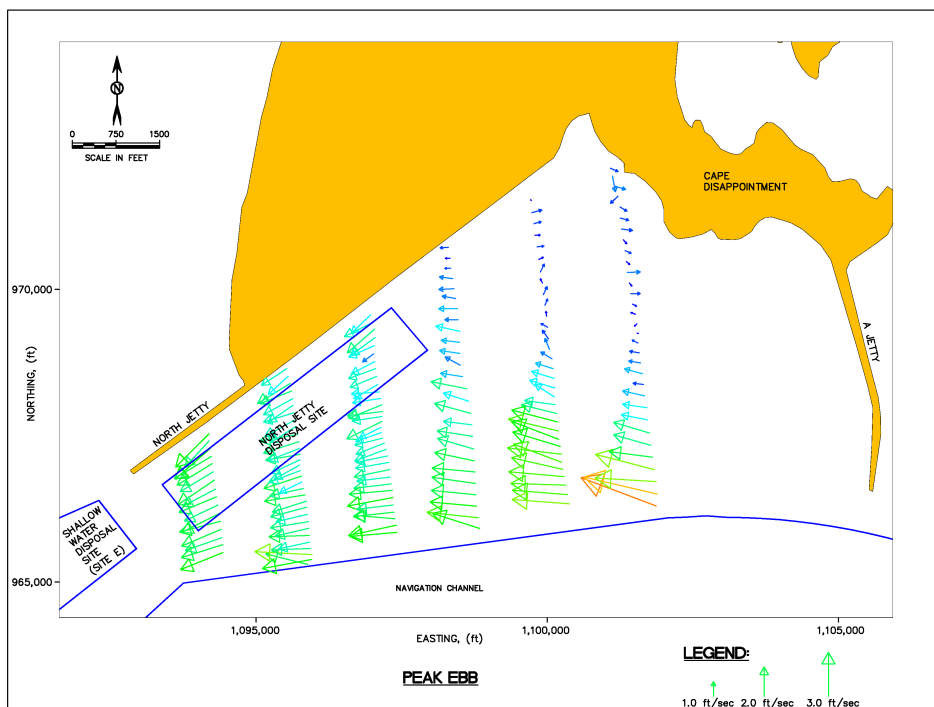 N
0 750 1500
SCALE IN FEET
CAPE
DISAPPOINTMENT
970,000
NORTHING, (ft)
A JETTY
NORTH JETTY
NORTH JETTY
DISPOSAL SITE
SHALLOW
WATER
DISPOSAL
SITE
(SITE E)
965,000
NAVIGATION CHANNEL
1,095,000 1,100,000 1,105,000
EASTING, (ft)
PEAK EBB
LEGEND:
1.0 ft/sec 2.0 ft/sec 3.0 ft/sec